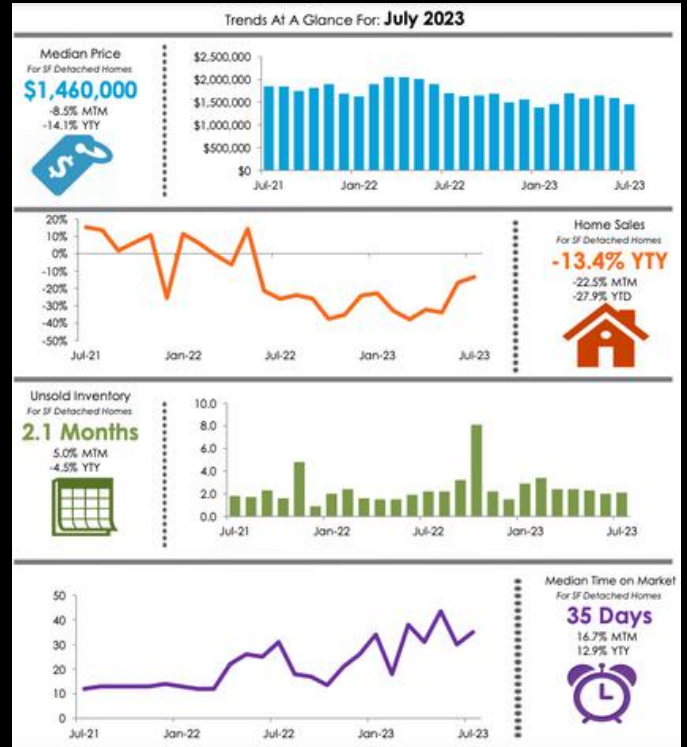 Trends At A Glance For: July 2023
Median Price
For SF Detached Homes
$1,460,000
-8.5% MTM
-14.1% YTY
$
$2,500,000
$2,000,000
$1,500,000
$1,000,000
$500,000
$0
Jul-21 Jan-22 Jul-22 Jan-23 Jul-23
20%
10%
0%
-10%
-20%
-30%
-40%
-50%
Jul-21 Jan-22 Jul-22 Jan-23 Jul-23
Home Sales
For SF Detached Homes
-13.4% YTY
-22.5% MTM
-27.9% YTD
Unsold Inventory
For SF Detached Homes
2.1 Months
5.0% MTM
-4.5% YTY
10.0
8.0
6.0
4.0
2.0
0.0
Jul-21 Jan-22 Jul-22 Jan-23 Jul-23
50
40
30
20
10
0
Jul-21 Jan-22 Jul-22 Jan-23 Jul-23
Median Time on Market
For SF Detached Homes
35 Days
16.7% MTM
12.9% YTY